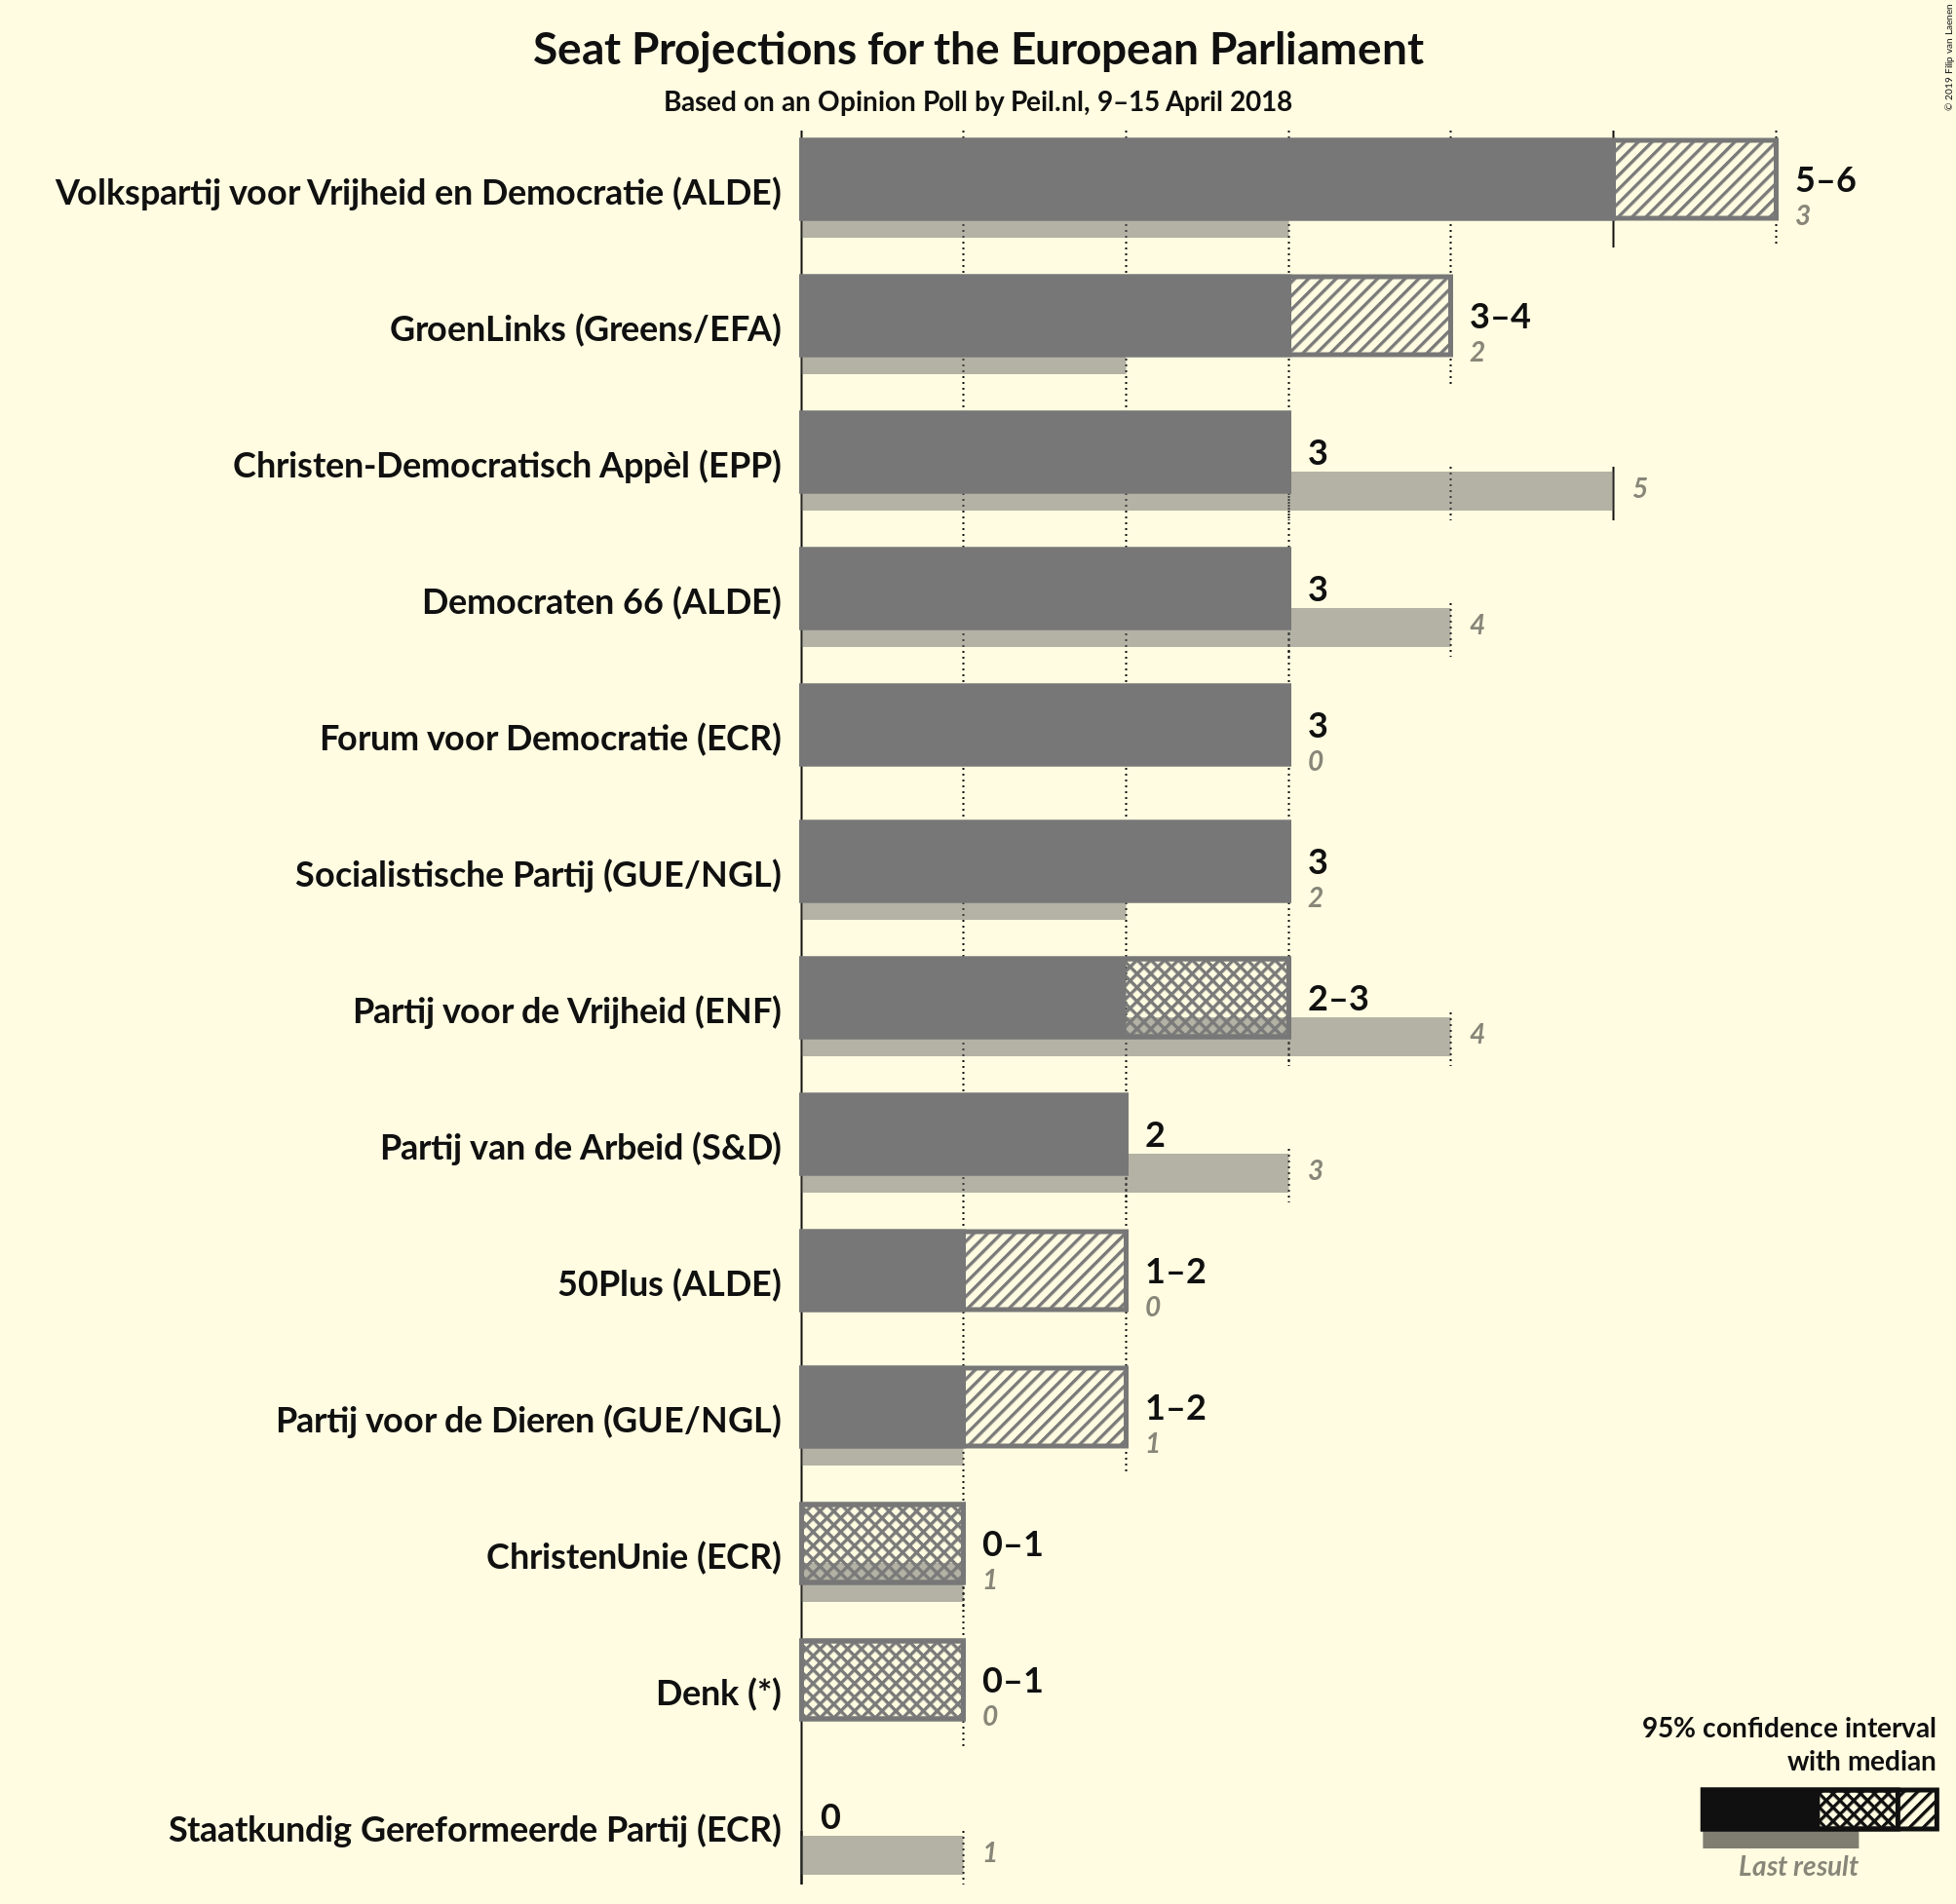 Seat Projections for the European Parliament
Based on an Opinion Poll by Peil.nl, 9–15 April 2018
© 2019 Filip van Laenen
Volkspartij voor Vrijheid en Democratie (ALDE)
5–6
3
GroenLinks (Greens/EFA)
3–4
2
Christen-Democratisch Appèl (EPP)
3
5
Democraten 66 (ALDE)
3
4
Forum voor Democratie (ECR)
3
0
Socialistische Partij (GUE/NGL)
3
2
Partij voor de Vrijheid (ENF)
2–3
4
Partij van de Arbeid (S&D)
2
3
50Plus (ALDE)
1–2
0
Partij voor de Dieren (GUE/NGL)
1–2
1
ChristenUnie (ECR)
0–1
1
Denk (*)
0–1
0
Staatkundig Gereformeerde Partij (ECR)
0
1
95% confidence interval
with median
Last result